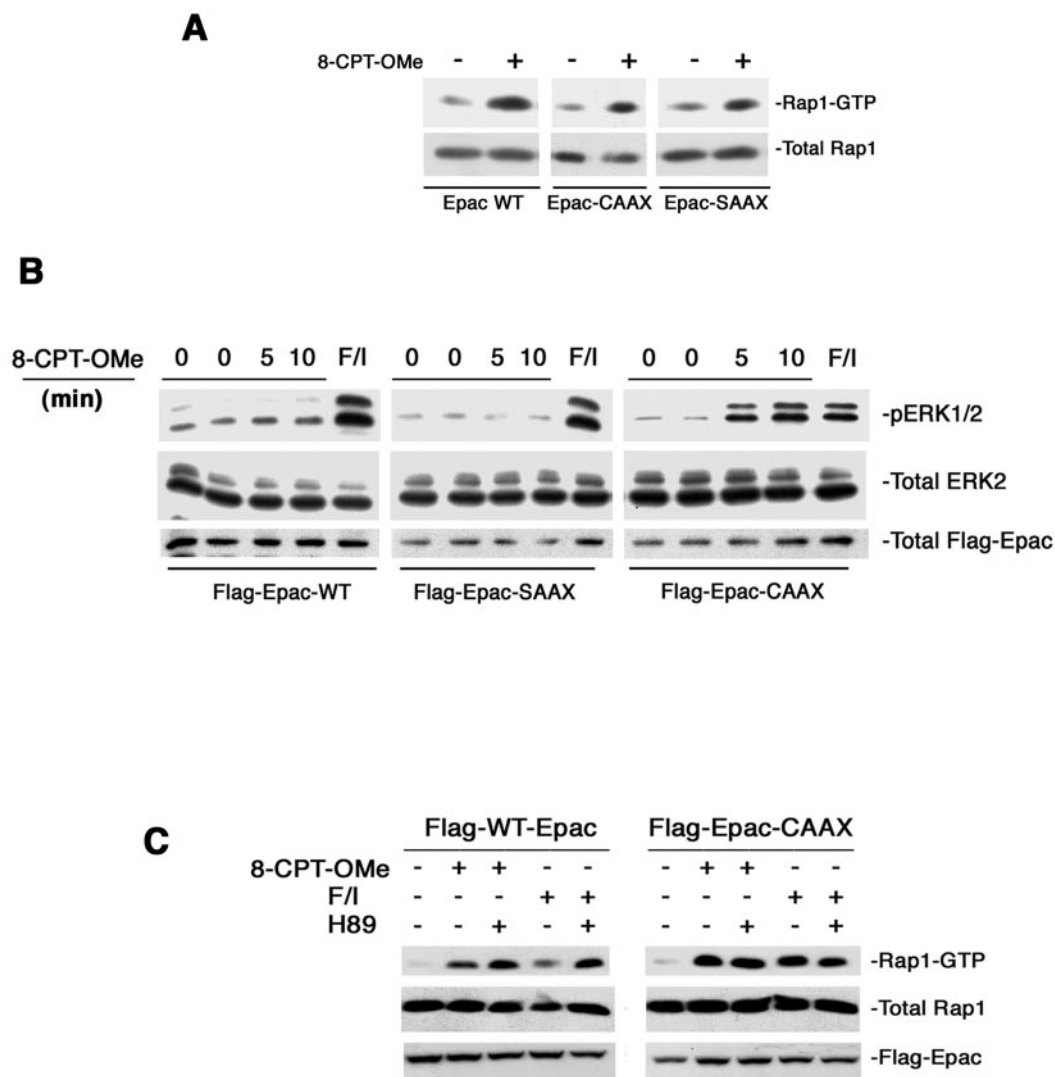 A
8-CPT-OMe - + - + - +
-Rap1-GTP
-Total Rap1
Epac WT Epac-CAAX Epac-SAAX
B
8-CPT-OMe 0 0 5 10 F/I 0 0 5 10 F/I 0 0 5 10 F/I
(min)
-pERK1/2
-Total ERK2
-Total Flag-Epac
Flag-Epac-WT Flag-Epac-SAAX Flag-Epac-CAAX
C
Flag-WT-Epac Flag-Epac-CAAX
8-CPT-OMe - + + - - - + + - -
F/I - - - + + - - - + +
H89 - - + - + - - + - +
-Rap1-GTP
-Total Rap1
-Flag-Epac